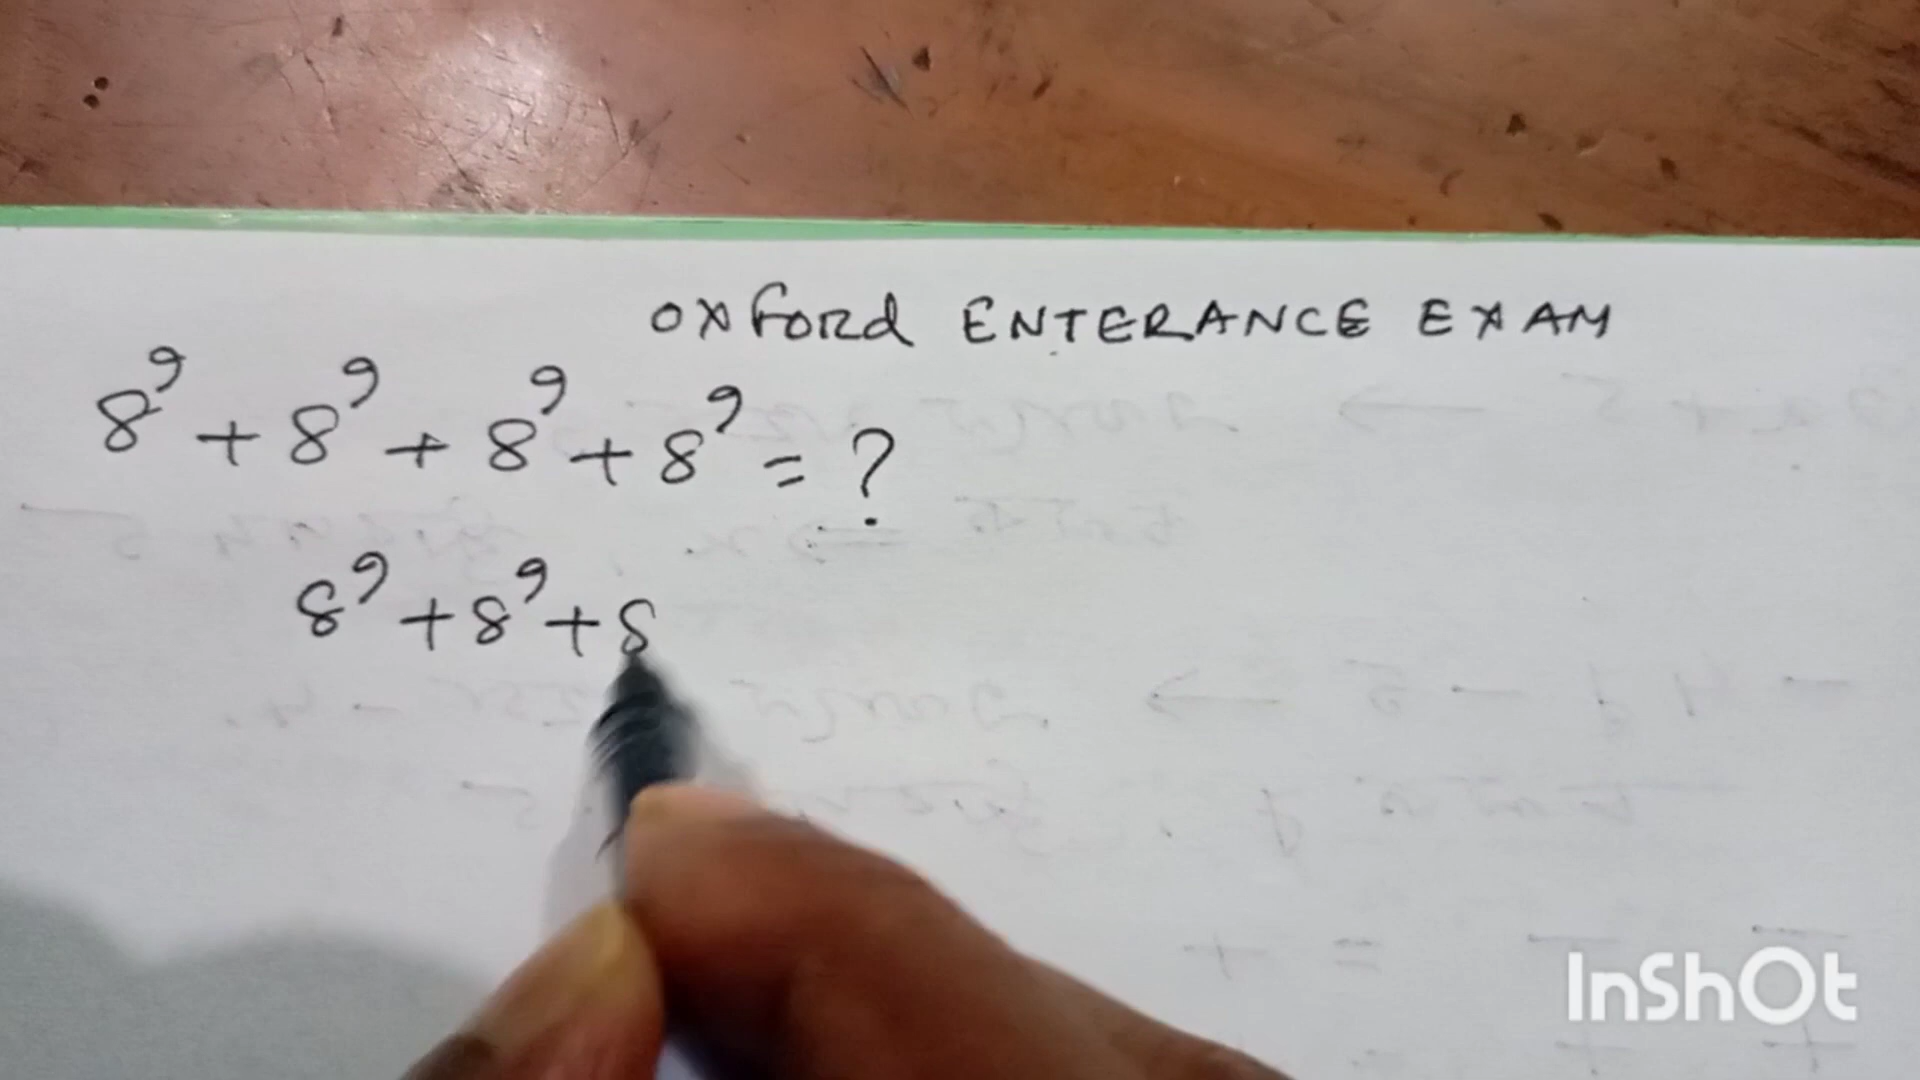 oxford ENTERANCE EXAM
8⁹ + 8⁹ + 8⁹ + 8⁹ = ?
8⁹ + 8⁹ + 8
InShOt